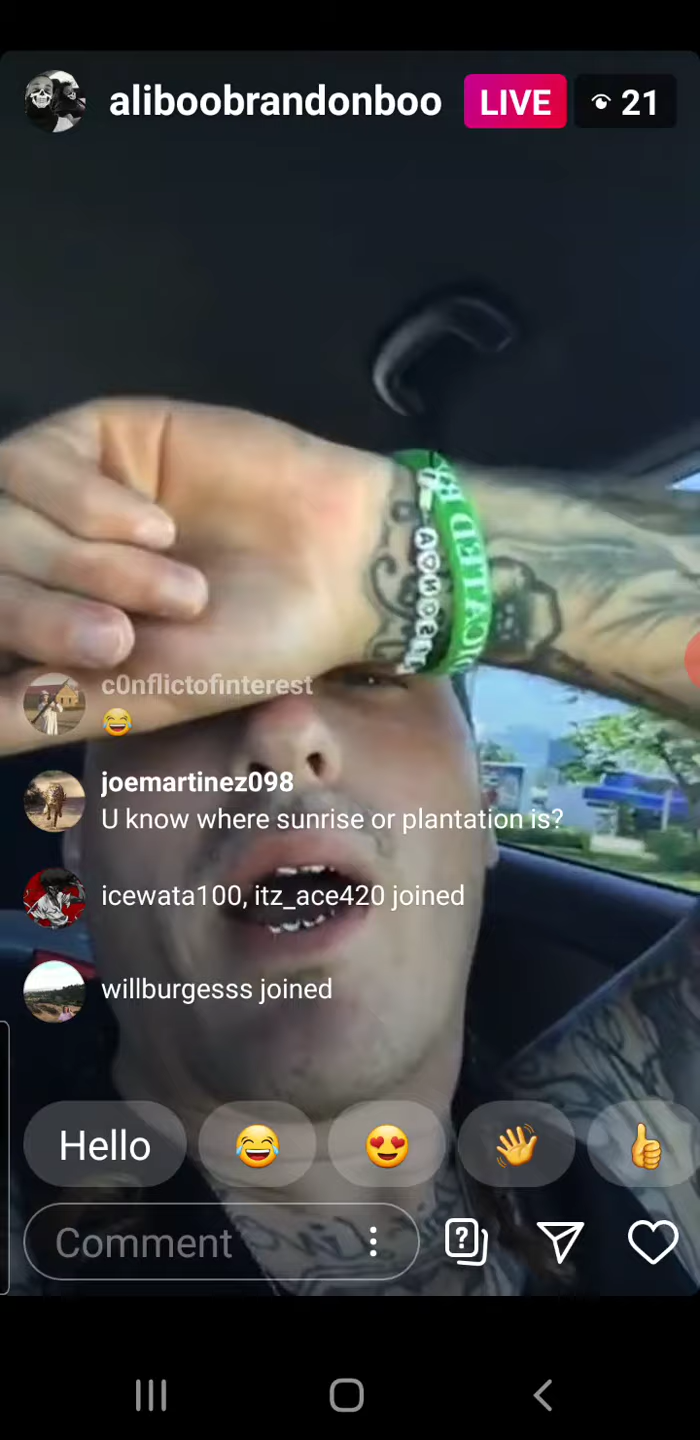 aliboobrandonboo
LIVE
21
c0nflictofinterest
😂
joemartinez098
U know where sunrise or plantation is?
icewata100, itz_ace420 joined
willburgesss joined
Hello
Comment